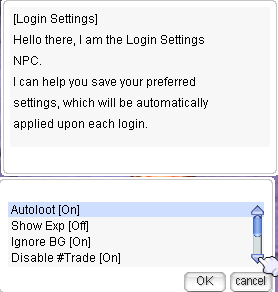 [Login Settings]
Hello there, I am the Login Settings
NPC.
I can help you save your preferred
settings, which will be automatically
applied upon each login.
Autoloot [On]
Show Exp [Off]
Ignore BG [On]
Disable #Trade [On]
OK
cancel